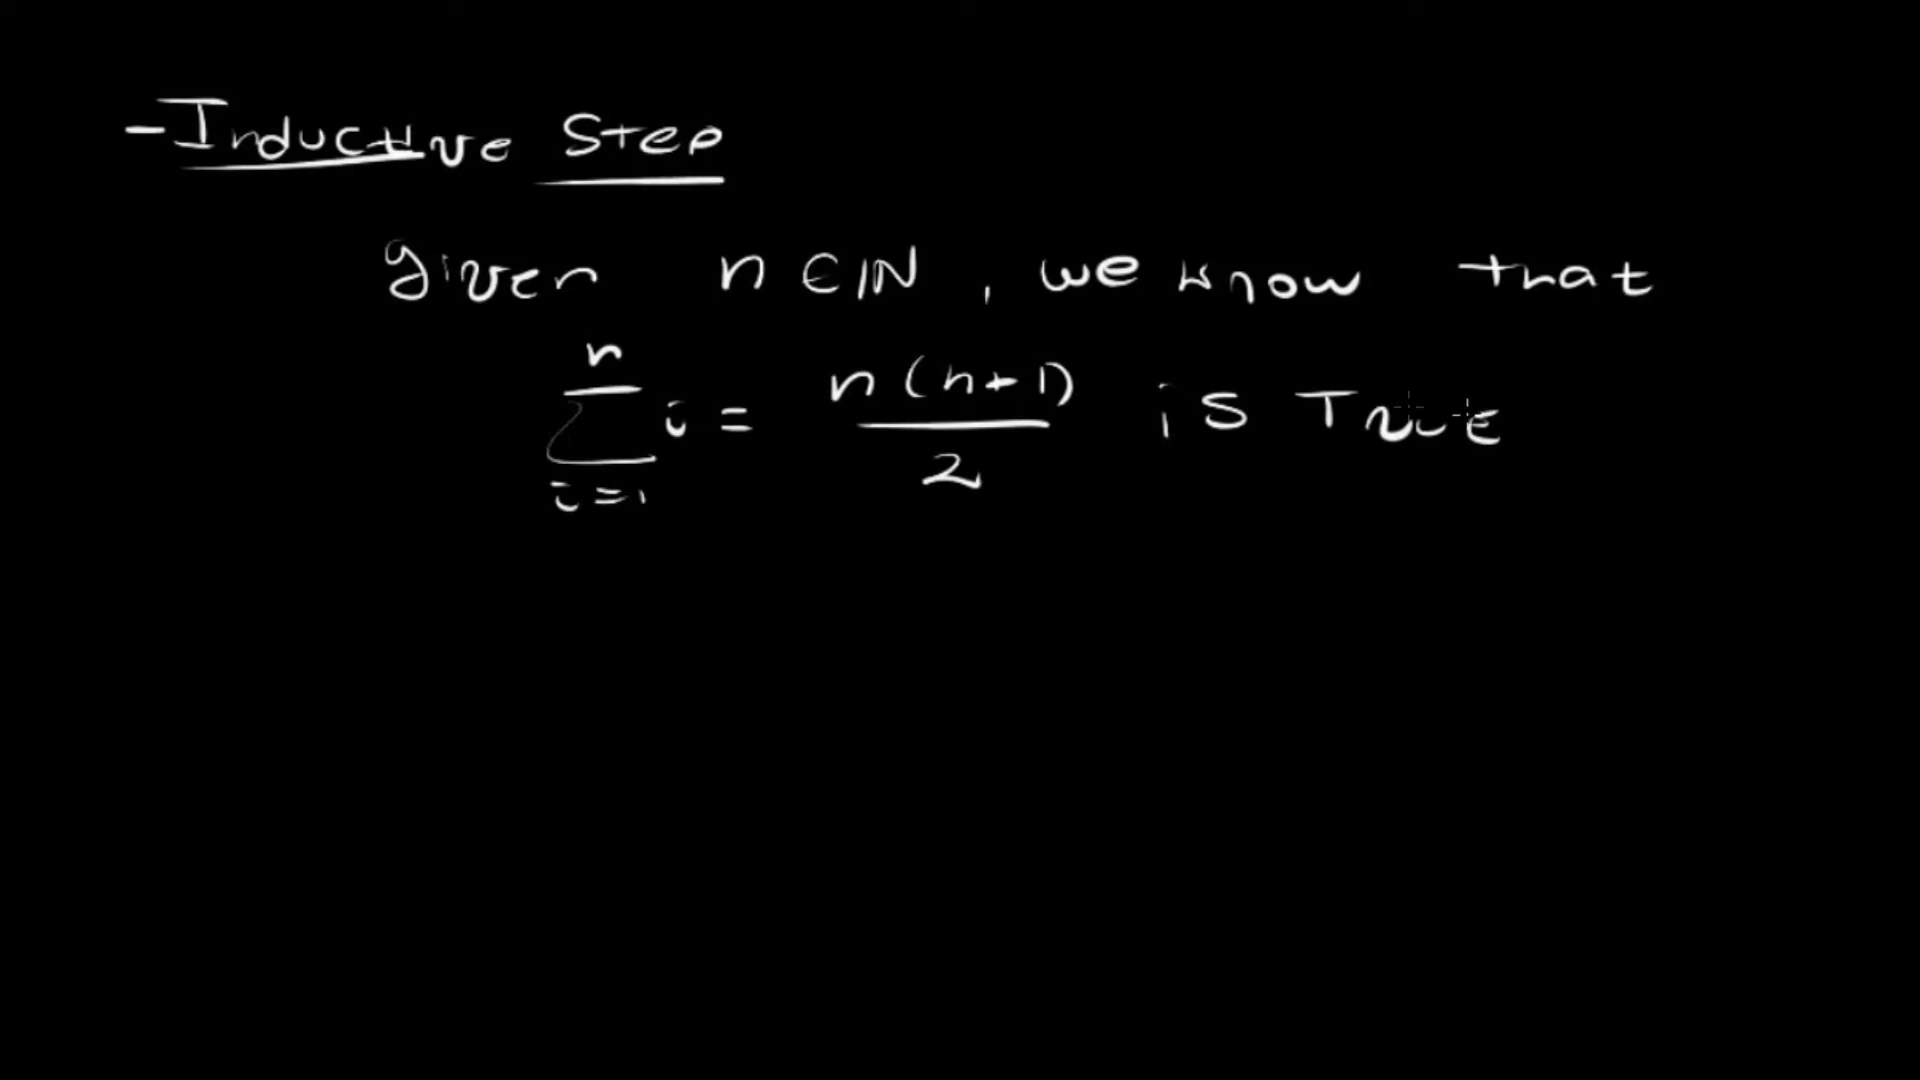 - Inductive Step
given n ∈ ℕ, we know that
n
∑ i = n(n+1)/2 is True
i=1